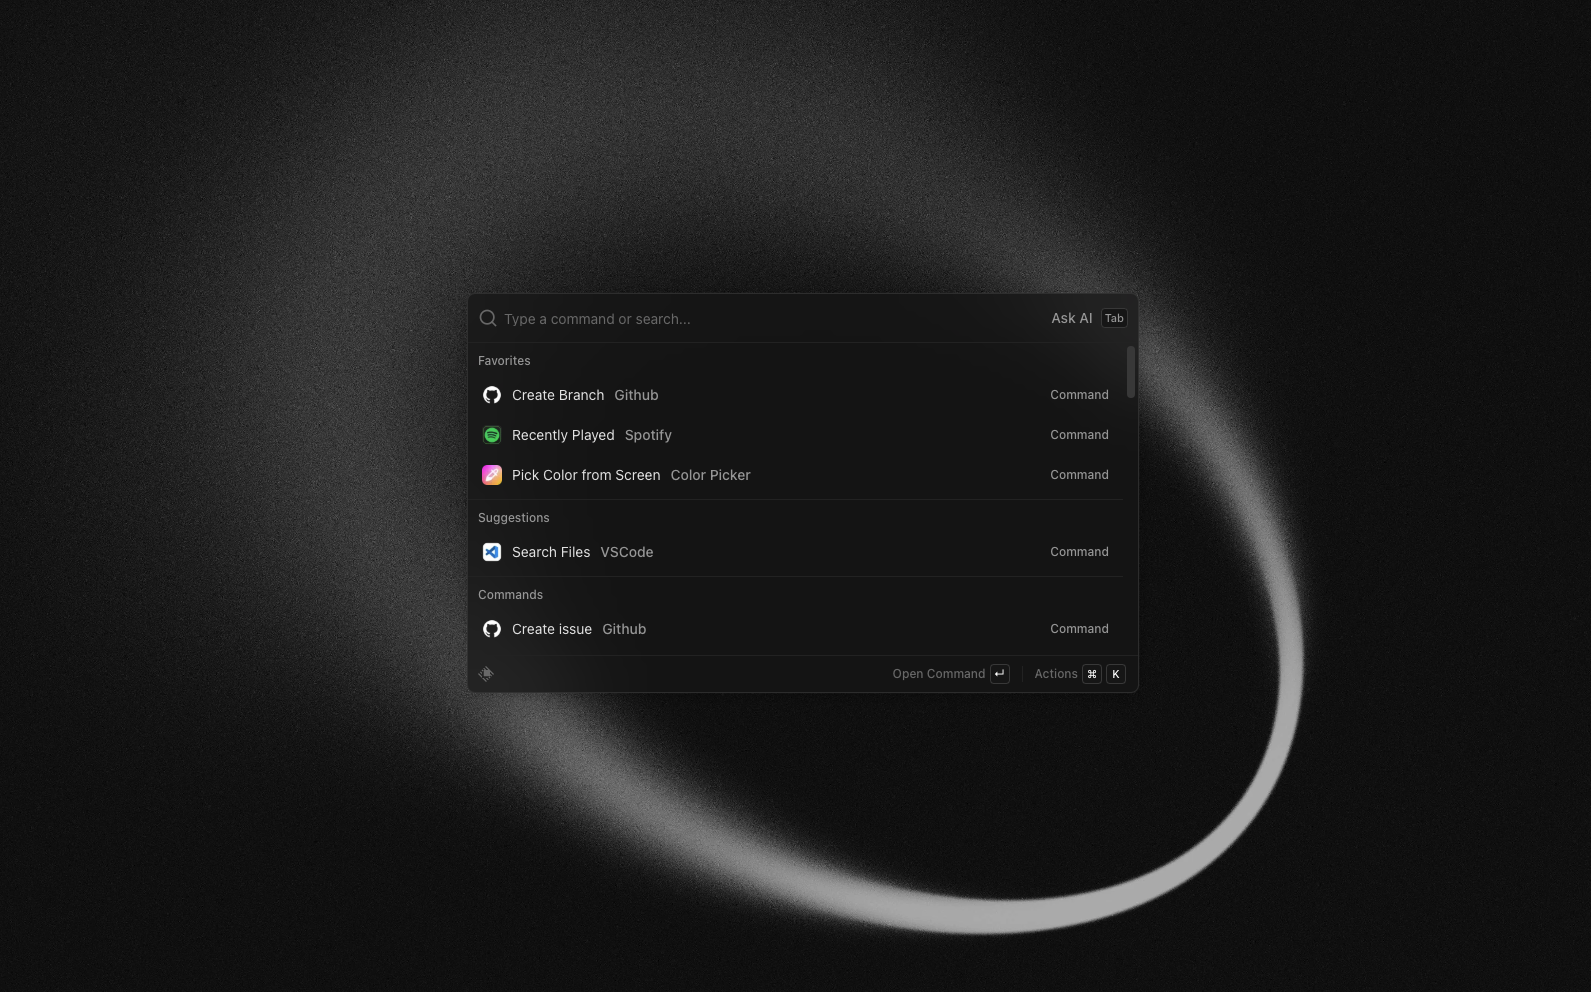 Type a command or search... Ask AI Tab
Favorites
Create Branch Github Command
Recently Played Spotify Command
Pick Color from Screen Color Picker Command
Suggestions
Search Files VSCode Command
Commands
Create issue Github Command
Open Command ↵ Actions ⌘ K